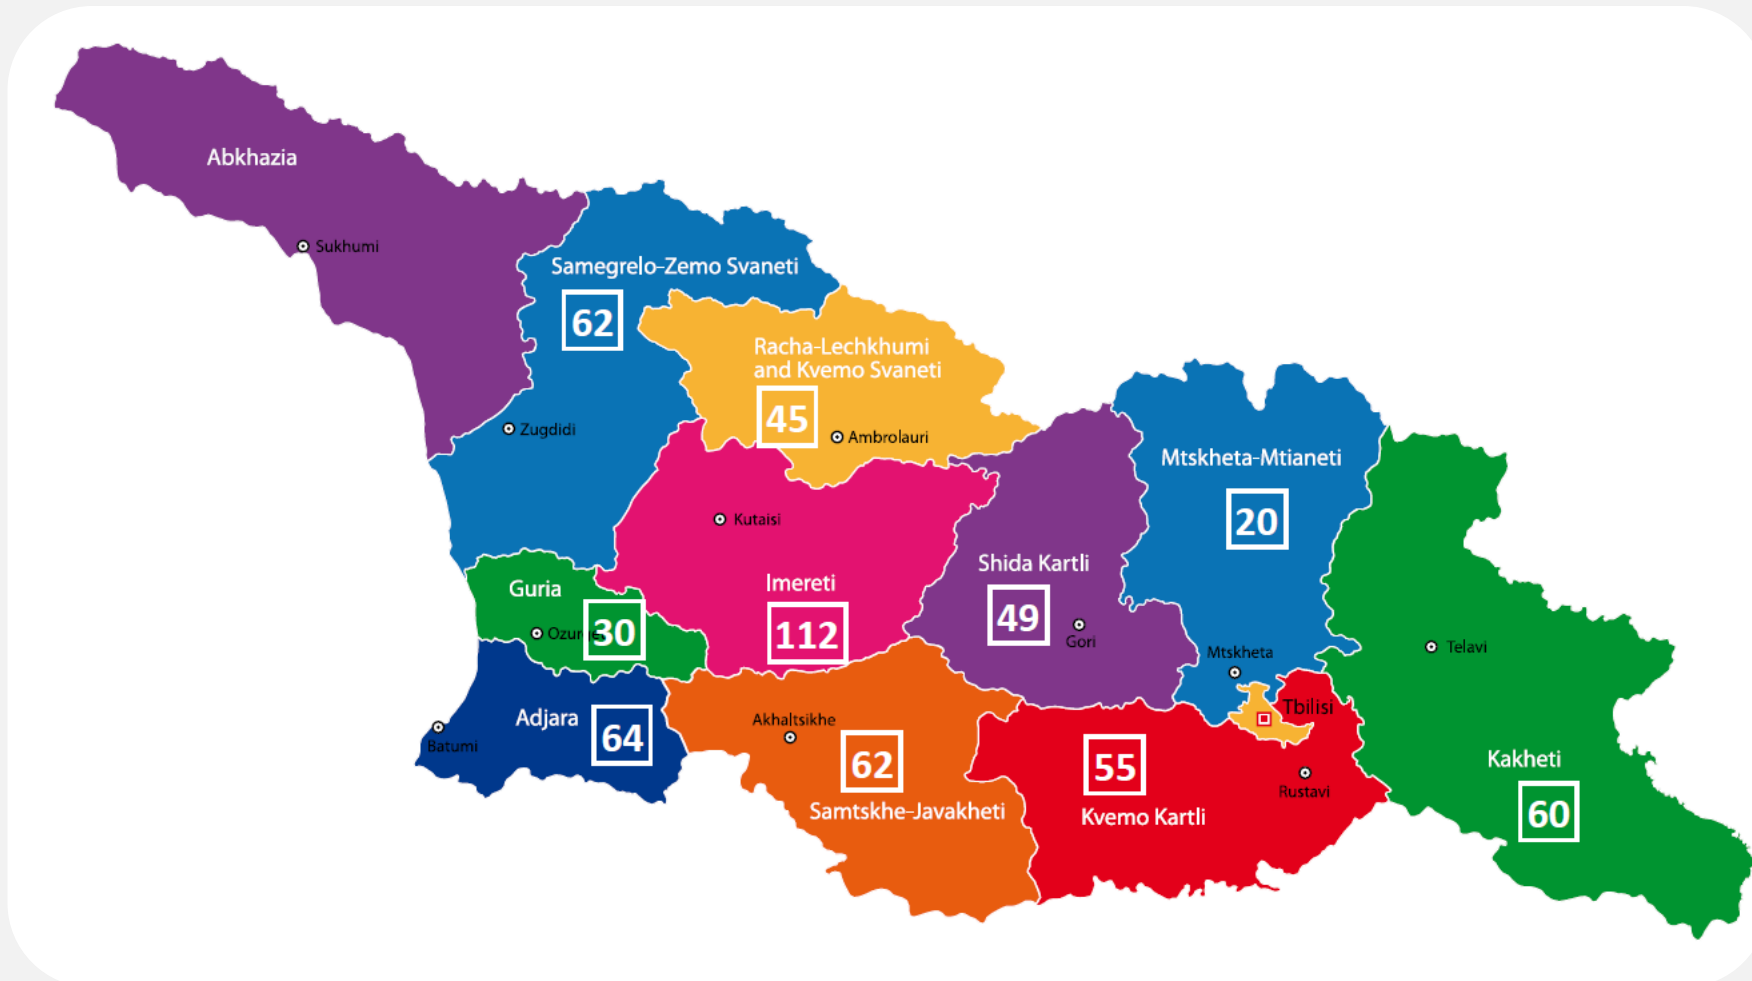 Abkhazia
Sukhumi
Samegrelo-Zemo Svaneti
62
Racha-Lechkhumi
and Kvemo Svaneti
45
Ambrolauri
Zugdidi
Mtskheta-Mtianeti
20
Kutaisi
Shida Kartli
49
Gori
Imereti
112
Guria
30
Mtskheta
Telavi
Tbilisi
Adjara
64
Batumi
Akhaltsikhe
62
Samtskhe-Javakheti
55
Kvemo Kartli
Rustavi
Kakheti
60